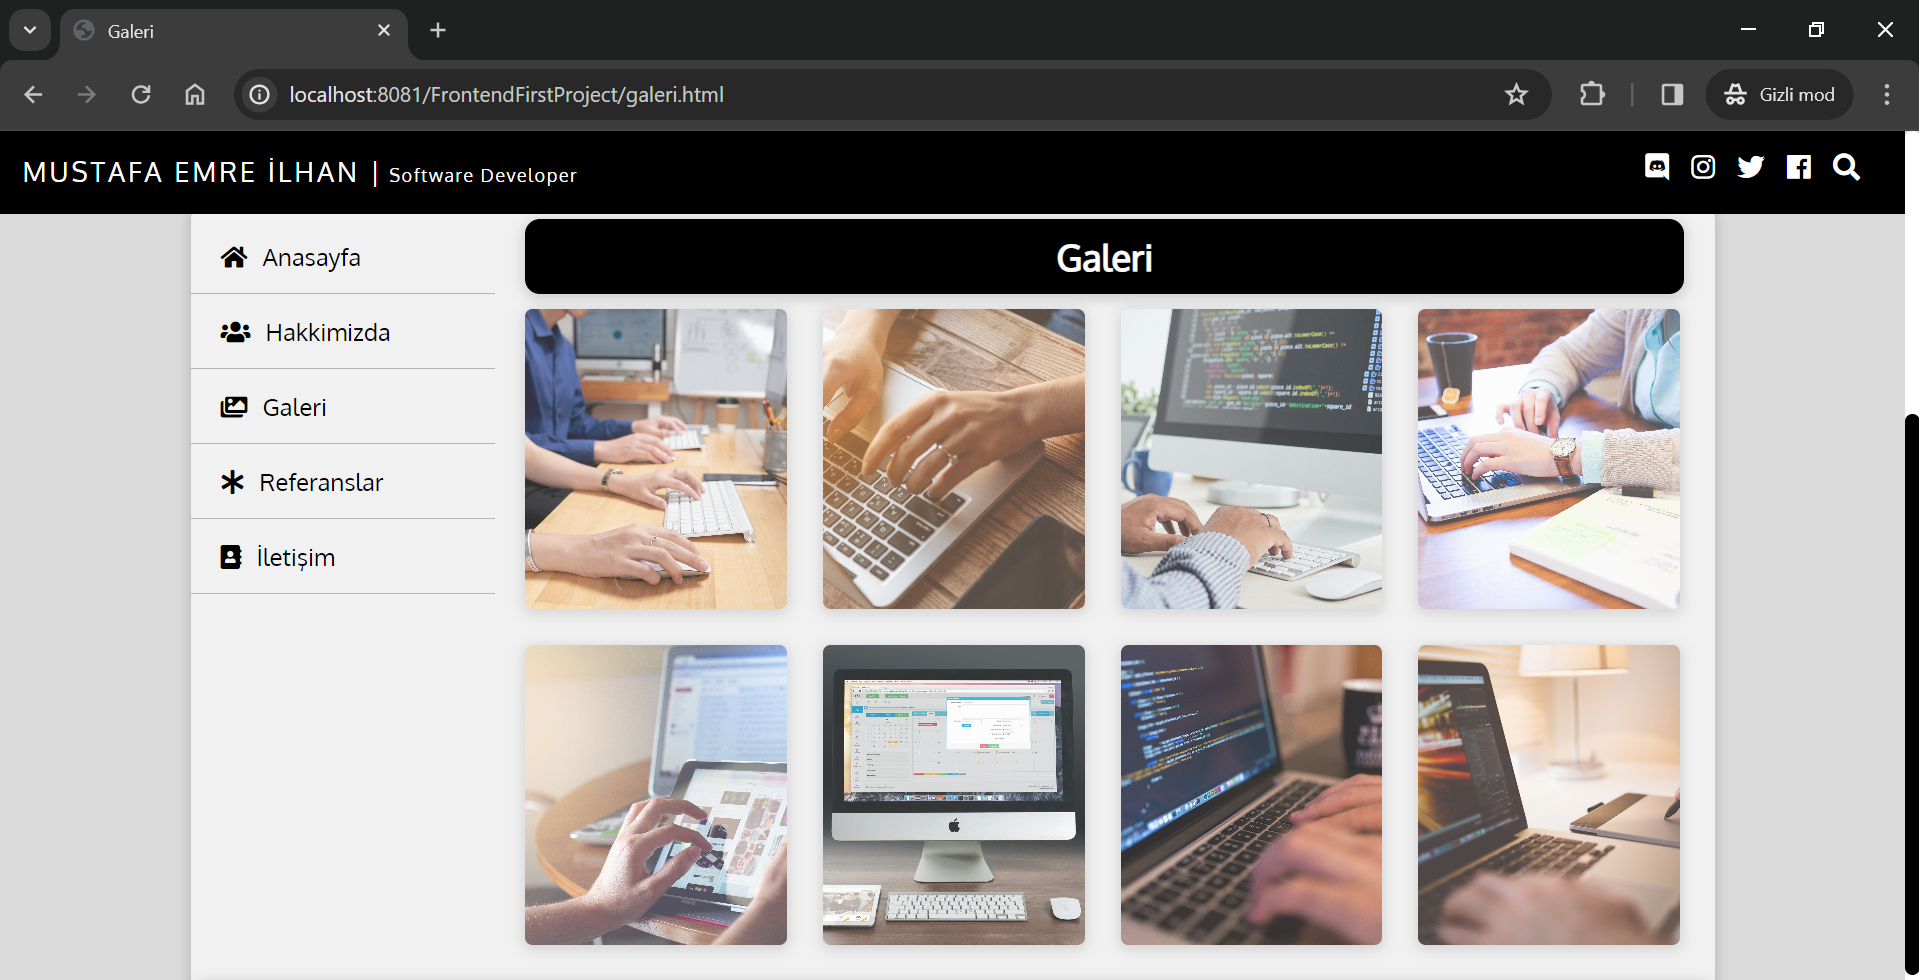 Galeri
localhost:8081/FrontendFirstProject/galeri.html
Gizli mod
MUSTAFA EMRE İLHAN | Software Developer
Anasayfa
Hakkimizda
Galeri
Referanslar
İletişim
Galeri